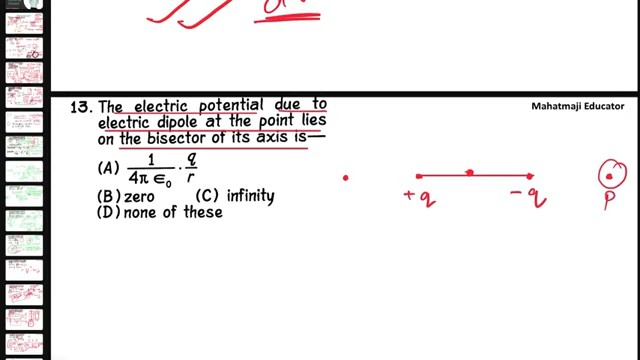 13. The electric potential due to
electric dipole at the point lies
on the bisector of its axis is—
(A) 1/4π ∈₀ · q/r
(B) zero (C) infinity
(D) none of these
Mahatmaji Educator
+q -q P